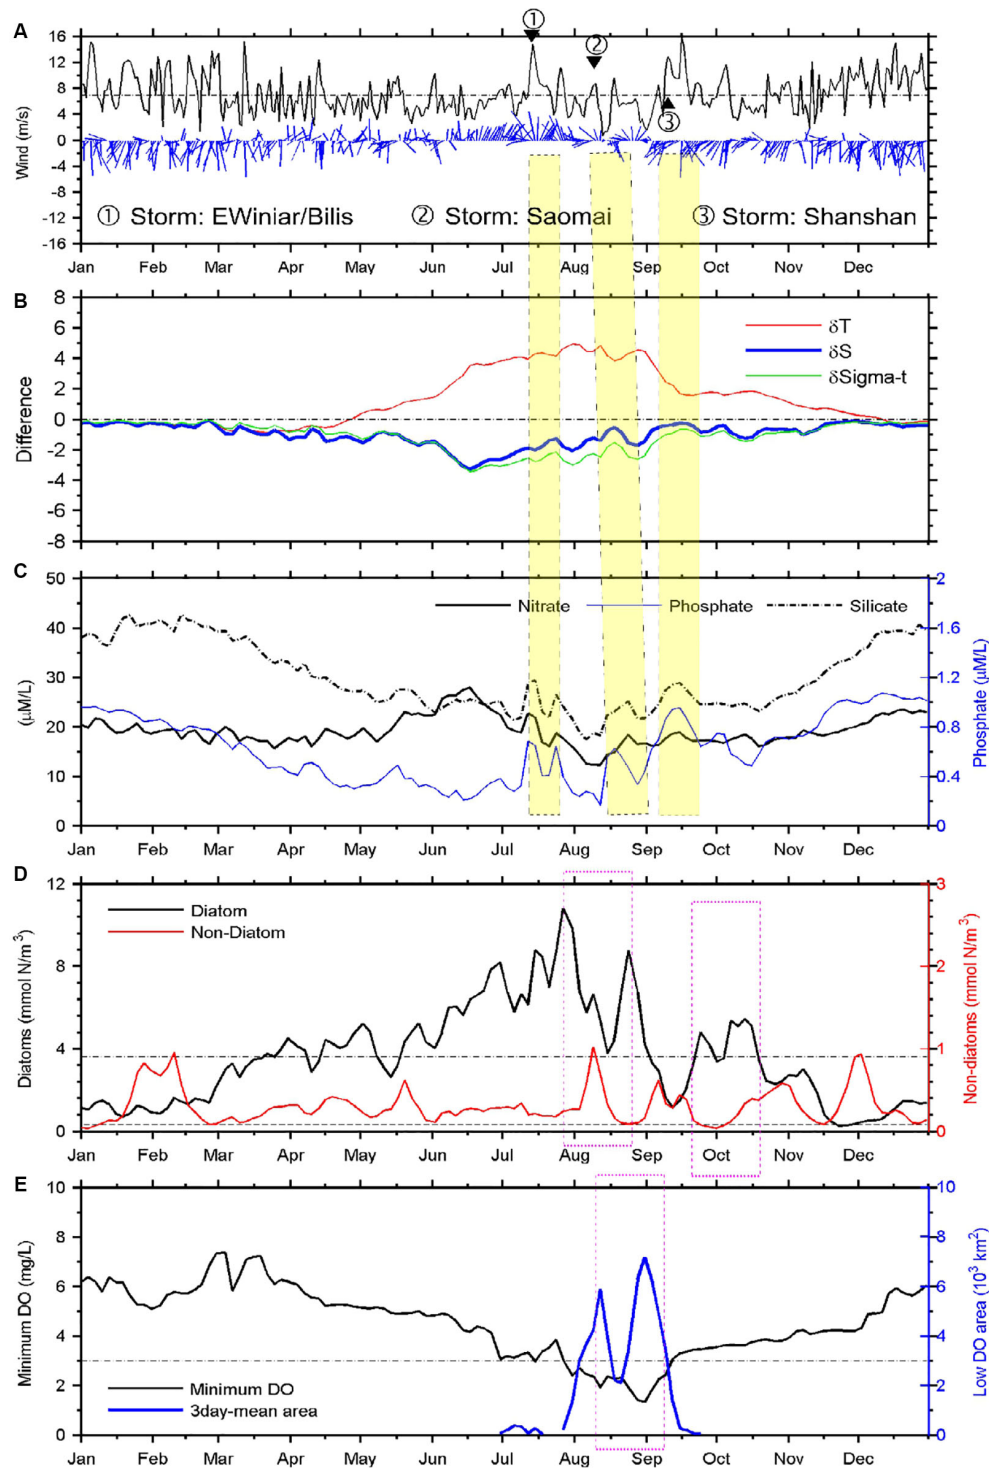 A
① ② ③
Wind (m/s)
16
12
8
4
0
-4
-8
-12
-16
① Storm: EWiniar/Bilis ② Storm: Saomai ③ Storm: Shanshan
Jan Feb Mar Apr May Jun Jul Aug Sep Oct Nov Dec
B
Difference
8
6
4
2
0
-2
-4
-6
-8
δT
δS
δSigma-t
Jan Feb Mar Apr May Jun Jul Aug Sep Oct Nov Dec
C
(µM/L)
50
40
30
20
10
0
Nitrate Phosphate Silicate
2
1.6
1.2
0.8
0.4
0
Phosphate (µM/L)
Jan Feb Mar Apr May Jun Jul Aug Sep Oct Nov Dec
D
Diatoms (mmol N/m³)
12
8
4
0
Diatom
Non-Diatom
3
2
1
0
Non-diatoms (mmol N/m³)
Jan Feb Mar Apr May Jun Jul Aug Sep Oct Nov Dec
E
Minimum DO (mg/L)
10
8
6
4
2
0
Minimum DO
3day-mean area
10
8
6
4
2
0
Low DO area (10³ km²)
Jan Feb Mar Apr May Jun Jul Aug Sep Oct Nov Dec